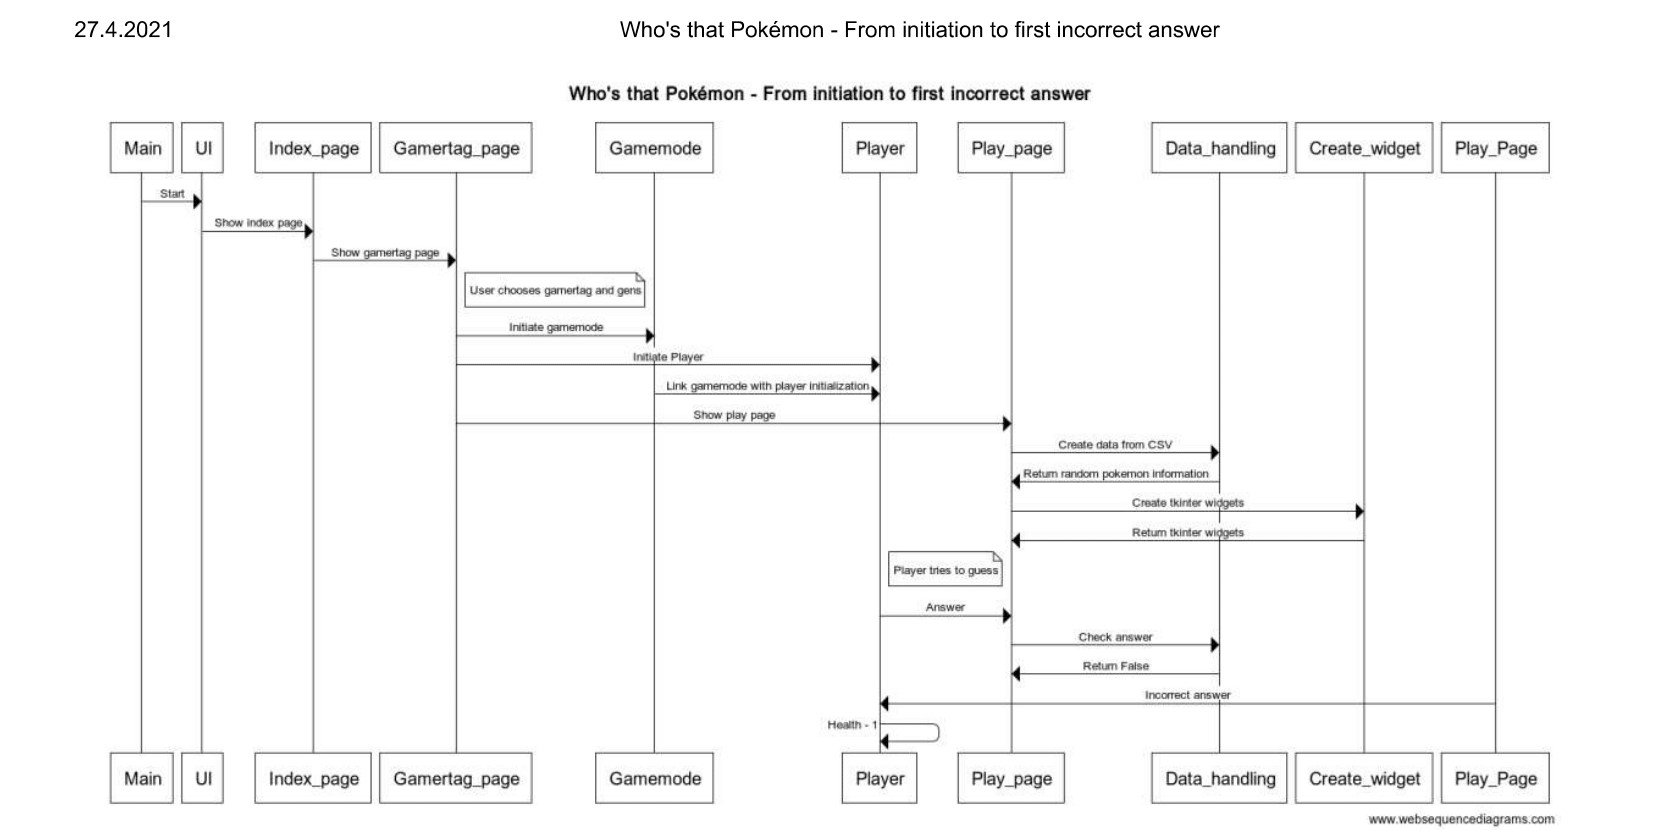 27.4.2021 Who's that Pokémon - From initiation to first incorrect answer
Who's that Pokémon - From initiation to first incorrect answer
Main UI Index_page Gamertag_page Gamemode Player Play_page Data_handling Create_widget Play_Page
Start
Show index page
Show gamertag page
User chooses gamertag and gens
Initiate gamemode
Initiate Player
Link gamemode with player initialization
Show play page
Create data from CSV
Return random pokemon information
Create tkinter widgets
Return tkinter widgets
Player tries to guess
Answer
Check answer
Return False
Incorrect answer
Health - 1
Main UI Index_page Gamertag_page Gamemode Player Play_page Data_handling Create_widget Play_Page
www.websequencediagrams.com